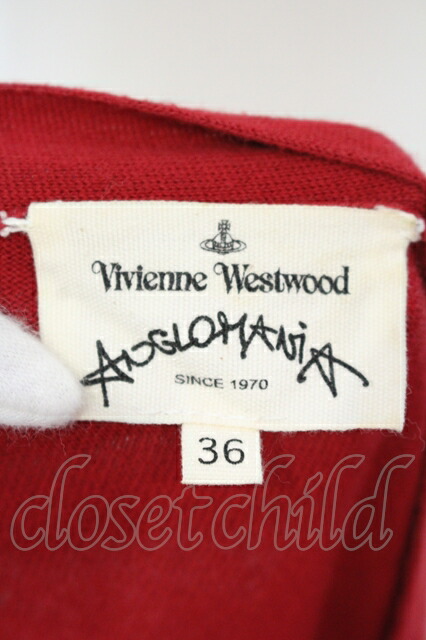 Vivienne Westwood
ANGLOMANIA
SINCE 1970
36
closetchild